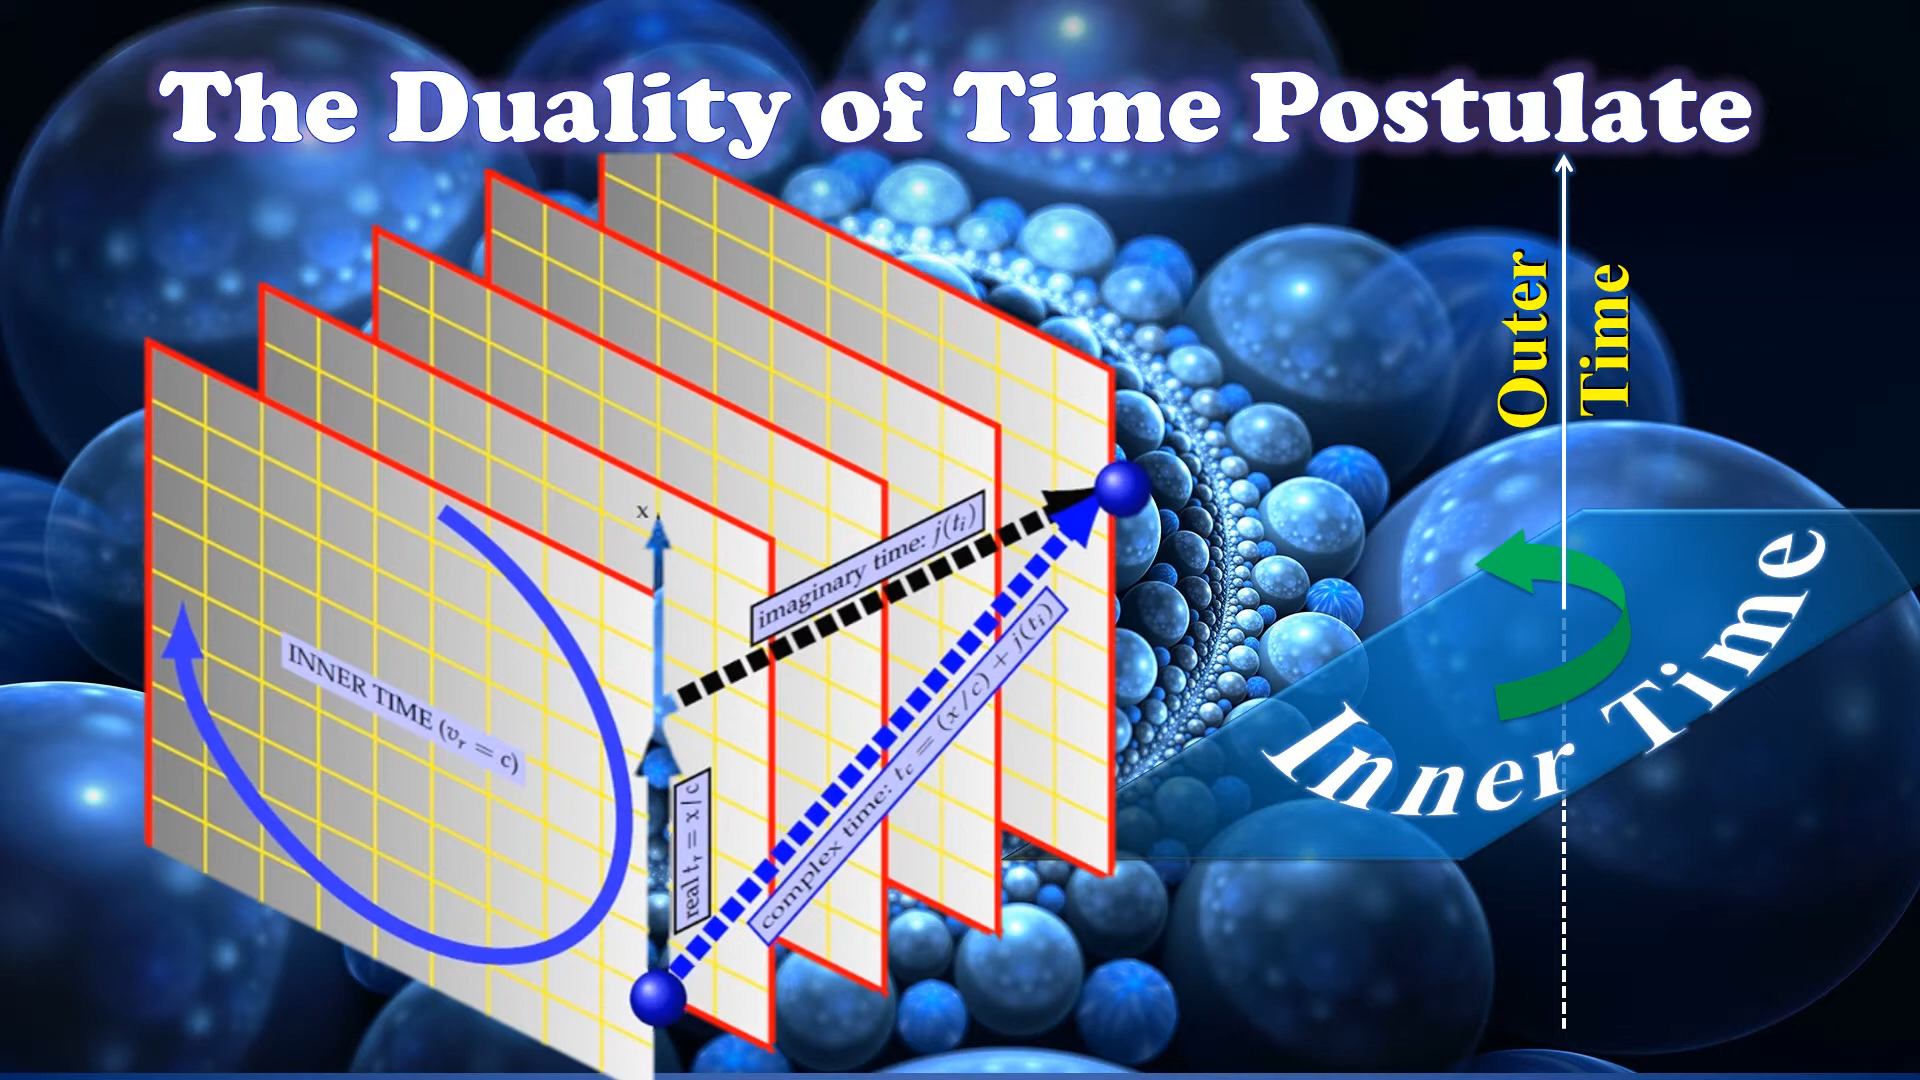 The Duality of Time Postulate
Outer
Time
x
imaginary time: j(tᵢ)
INNER TIME (vᵣ = c)
real tᵣ = x/c
complex time: t_c = (x/c) + j(tᵢ)
Inner Time